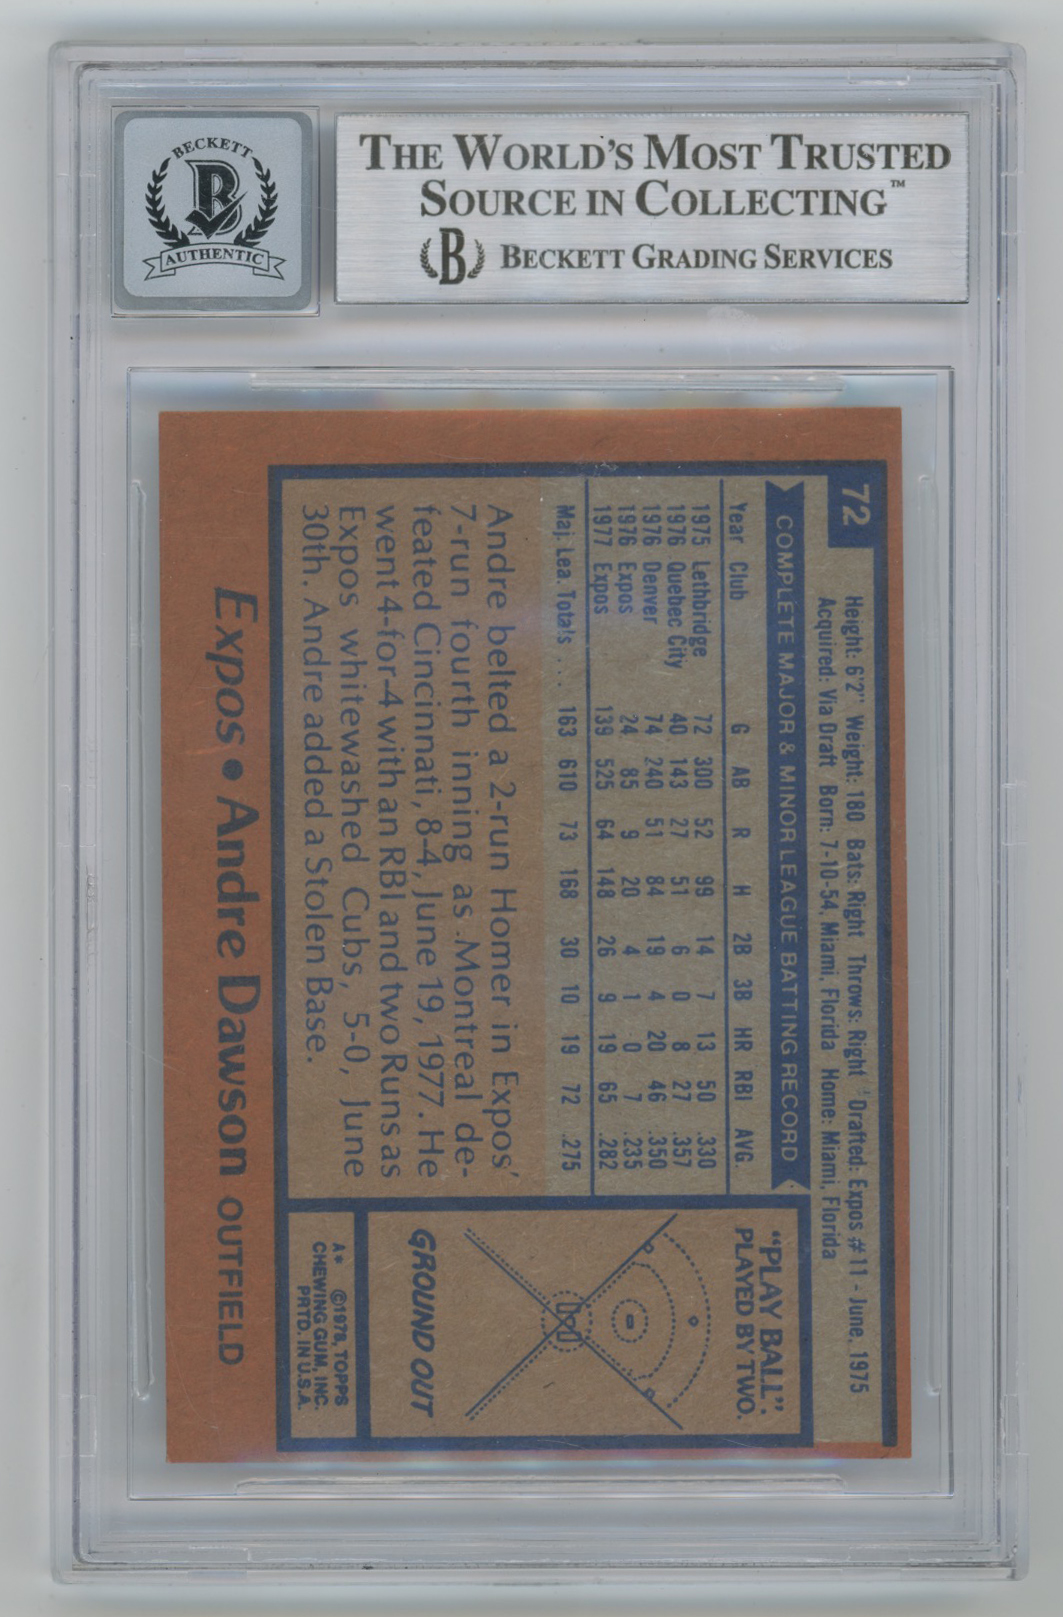 BECKETT
B
AUTHENTIC
THE WORLD'S MOST TRUSTED
SOURCE IN COLLECTING™
B BECKETT GRADING SERVICES
72
Height: 6'2" Weight: 180 Bats: Right Throws: Right Drafted: Expos #11 - June, 1975
Acquired: Via Draft Born: 7-10-54, Miami, Florida Home: Miami, Florida
COMPLETE MAJOR & MINOR LEAGUE BATTING RECORD
Year Club G AB R H 2B 3B HR RBI AVG.
1975 Lethbridge 72 300 52 99 14 7 13 50 .330
1976 Quebec City 40 143 27 51 6 0 8 27 .357
1976 Denver 74 240 51 84 19 4 20 46 .350
1976 Expos 24 85 9 20 4 1 0 7 .235
1977 Expos 139 525 64 148 26 9 19 65 .282
Maj. Lea. Totals .... 163 610 73 168 30 10 19 72 .275
Andre belted a 2-run Homer in Expos'
7-run fourth inning as Montreal de-
feated Cincinnati, 8-4, June 19, 1977. He
went 4-for-4 with an RBI and two Runs as
Expos whitewashed Cubs, 5-0, June
30th. Andre added a Stolen Base.
"PLAY BALL":
PLAYED BY TWO.
GROUND OUT
A* ©1978, TOPPS
CHEWING GUM, INC.
PRTD. IN U.S.A.
Expos • Andre Dawson OUTFIELD